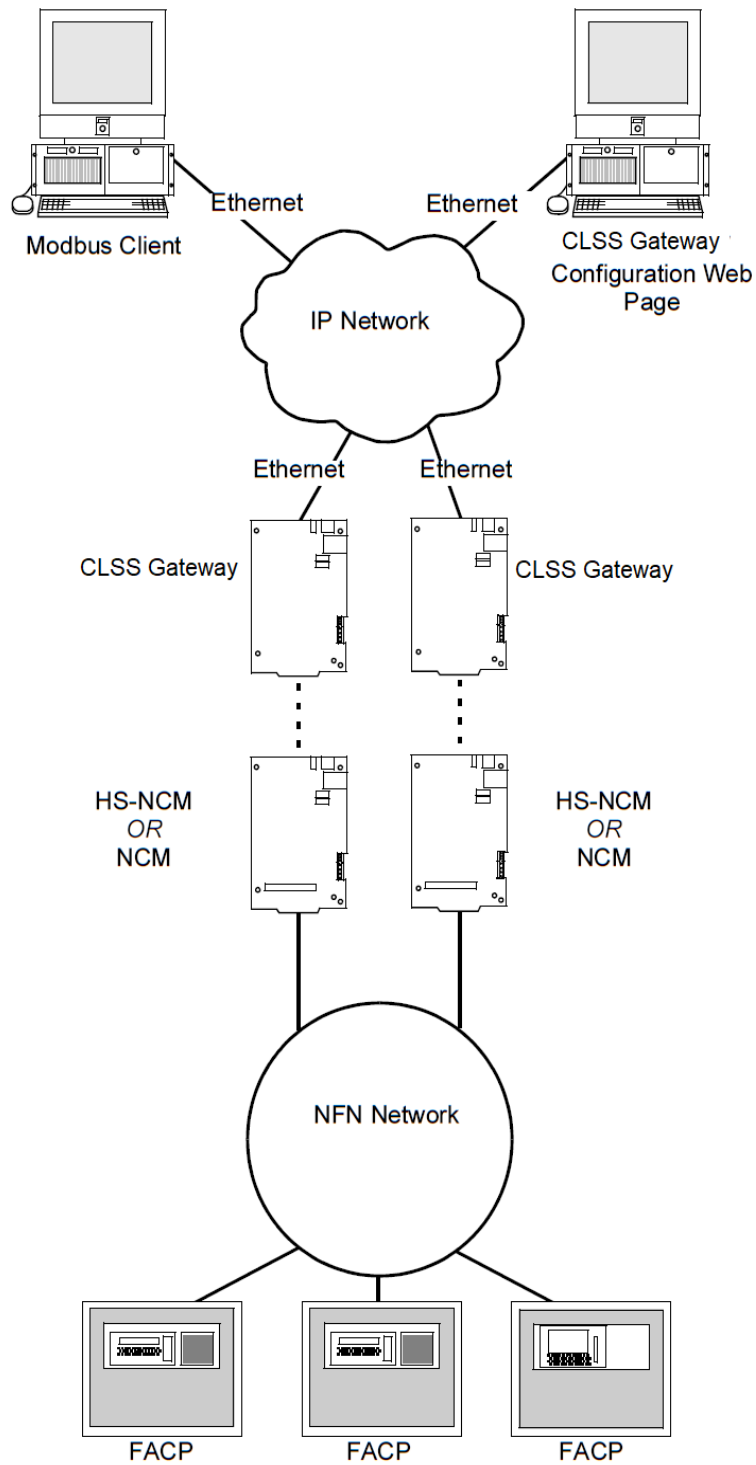 Ethernet
Ethernet
Modbus Client
CLSS Gateway
Configuration Web
Page
IP Network
Ethernet
Ethernet
CLSS Gateway
CLSS Gateway
HS-NCM
OR
NCM
HS-NCM
OR
NCM
NFN Network
FACP
FACP
FACP